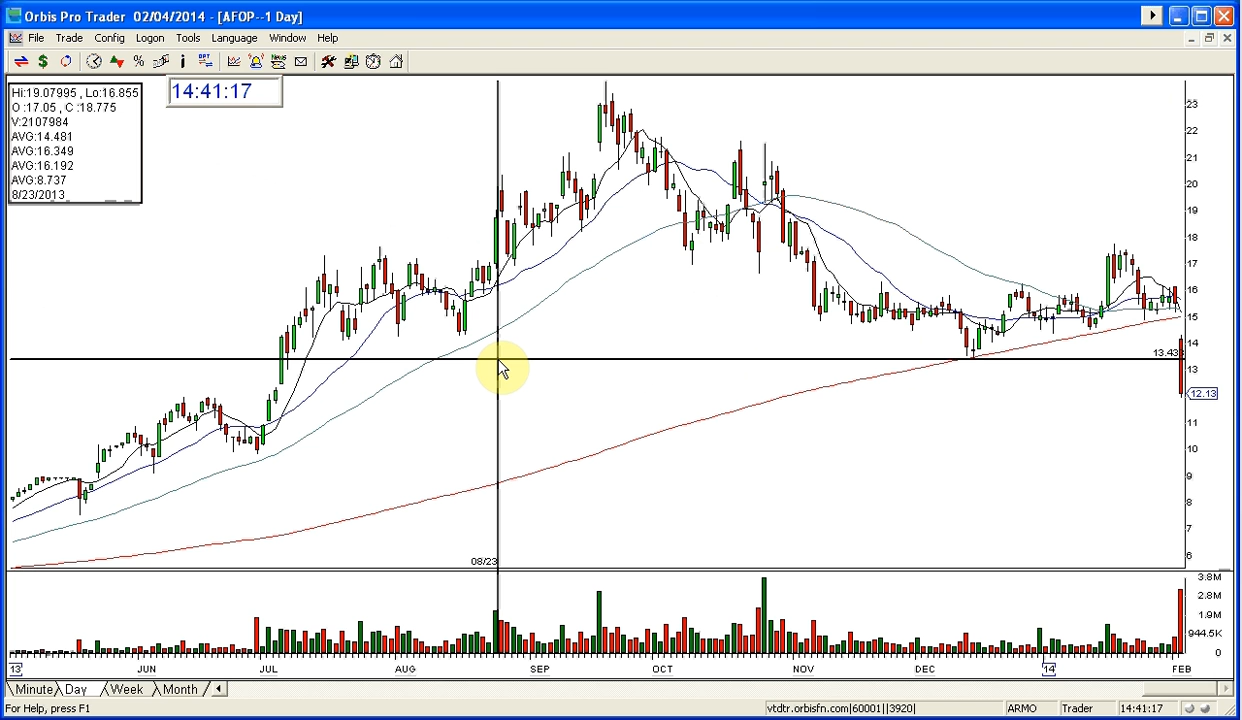 Orbis Pro Trader 02/04/2014 - [AFOP--1 Day]
File Trade Config Logon Tools Language Window Help
Hi:19.07995 , Lo:16.855
O :17.05 , C :18.775
V:2107984
AVG:14.481
AVG:16.349
AVG:16.192
AVG:8.737
8/23/2013
14:41:17
23
22
21
20
19
18
17
16
15
14
13.43
13
12.13
11
10
9
8
7
6
08/23
3.8M
2.8M
1.9M
944.5K
0
13 JUN JUL AUG SEP OCT NOV DEC 14 FEB
Minute Day Week Month
For Help, press F1 vtdtr.orbisfn.com|60001||3920| ARMO Trader 14:41:17